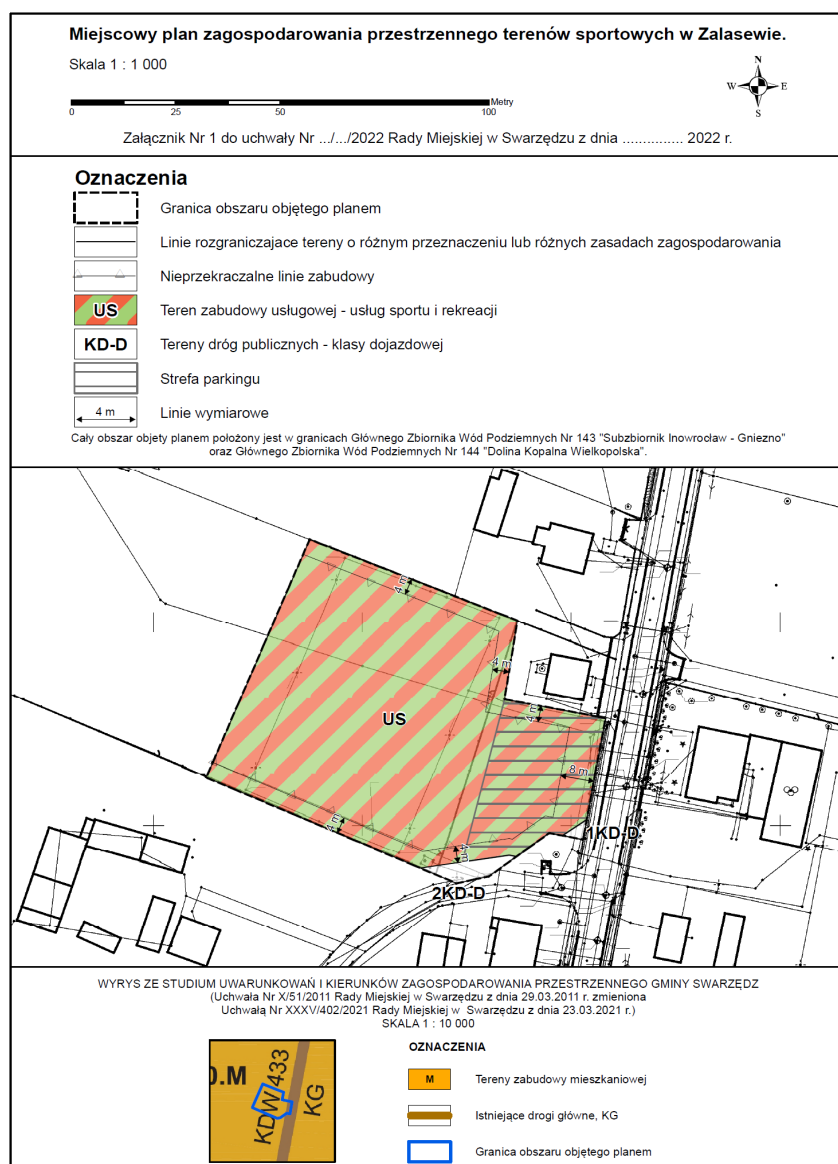 Miejscowy plan zagospodarowania przestrzennego terenów sportowych w Zalasewie.
Skala 1 : 1 000
N
W E
S
Metry
0 25 50 100
Załącznik Nr 1 do uchwały Nr .../.../2022 Rady Miejskiej w Swarzędzu z dnia ............... 2022 r.
Oznaczenia
Granica obszaru objętego planem
Linie rozgraniczajace tereny o różnym przeznaczeniu lub różnych zasadach zagospodarowania
Nieprzekraczalne linie zabudowy
US Teren zabudowy usługowej - usług sportu i rekreacji
KD-D Tereny dróg publicznych - klasy dojazdowej
Strefa parkingu
4 m Linie wymiarowe
Cały obszar objety planem położony jest w granicach Głównego Zbiornika Wód Podziemnych Nr 143 "Subzbiornik Inowrocław - Gniezno"
oraz Głównego Zbiornika Wód Podziemnych Nr 144 "Dolina Kopalna Wielkopolska".
4 m
4 m
4 m
US
8 m
4 m
1KD-D
4 m
2KD-D
WYRYS ZE STUDIUM UWARUNKOWAŃ I KIERUNKÓW ZAGOSPODAROWANIA PRZESTRZENNEGO GMINY SWARZĘDZ
(Uchwała Nr X/51/2011 Rady Miejskiej w Swarzędzu z dnia 29.03.2011 r. zmieniona
Uchwałą Nr XXXV/402/2021 Rady Miejskiej w Swarzędzu z dnia 23.03.2021 r.)
SKALA 1 : 10 000
0.M
KDW 433
KG
OZNACZENIA
M Tereny zabudowy mieszkaniowej
Istniejące drogi główne, KG
Granica obszaru objętego planem